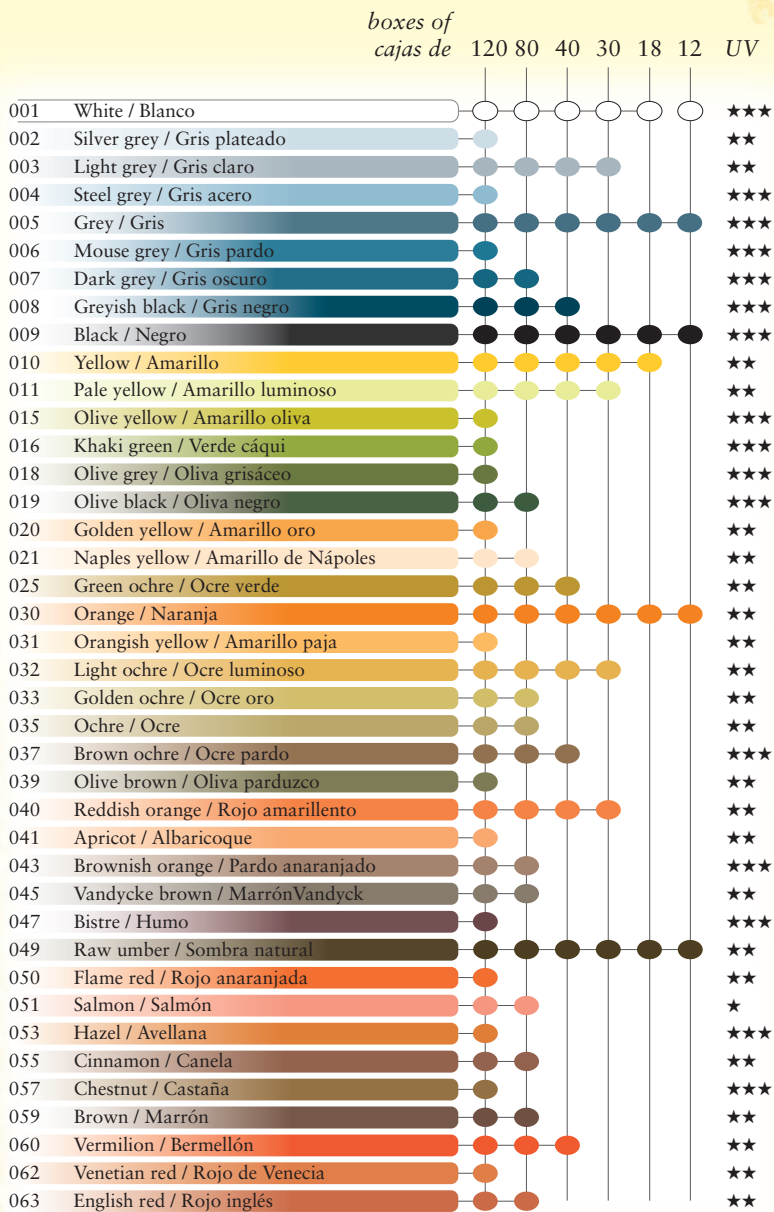 boxes of
cajas de 120 80 40 30 18 12 UV
001 White / Blanco ★★★
002 Silver grey / Gris plateado ★★
003 Light grey / Gris claro ★★
004 Steel grey / Gris acero ★★★
005 Grey / Gris ★★★
006 Mouse grey / Gris pardo ★★★
007 Dark grey / Gris oscuro ★★★
008 Greyish black / Gris negro ★★★
009 Black / Negro ★★★
010 Yellow / Amarillo ★★
011 Pale yellow / Amarillo luminoso ★★
015 Olive yellow / Amarillo oliva ★★★
016 Khaki green / Verde cáqui ★★★
018 Olive grey / Oliva grisáceo ★★★
019 Olive black / Oliva negro ★★★
020 Golden yellow / Amarillo oro ★★
021 Naples yellow / Amarillo de Nápoles ★★
025 Green ochre / Ocre verde ★★
030 Orange / Naranja ★★
031 Orangish yellow / Amarillo paja ★★
032 Light ochre / Ocre luminoso ★★
033 Golden ochre / Ocre oro ★★
035 Ochre / Ocre ★★
037 Brown ochre / Ocre pardo ★★★
039 Olive brown / Oliva parduzco ★★
040 Reddish orange / Rojo amarillento ★★
041 Apricot / Albaricoque ★★
043 Brownish orange / Pardo anaranjado ★★★
045 Vandycke brown / MarrónVandyck ★★
047 Bistre / Humo ★★★
049 Raw umber / Sombra natural ★★
050 Flame red / Rojo anaranjada ★★
051 Salmon / Salmón ★
053 Hazel / Avellana ★★★
055 Cinnamon / Canela ★★
057 Chestnut / Castaña ★★★
059 Brown / Marrón ★★
060 Vermilion / Bermellón ★★
062 Venetian red / Rojo de Venecia ★★
063 English red / Rojo inglés ★★